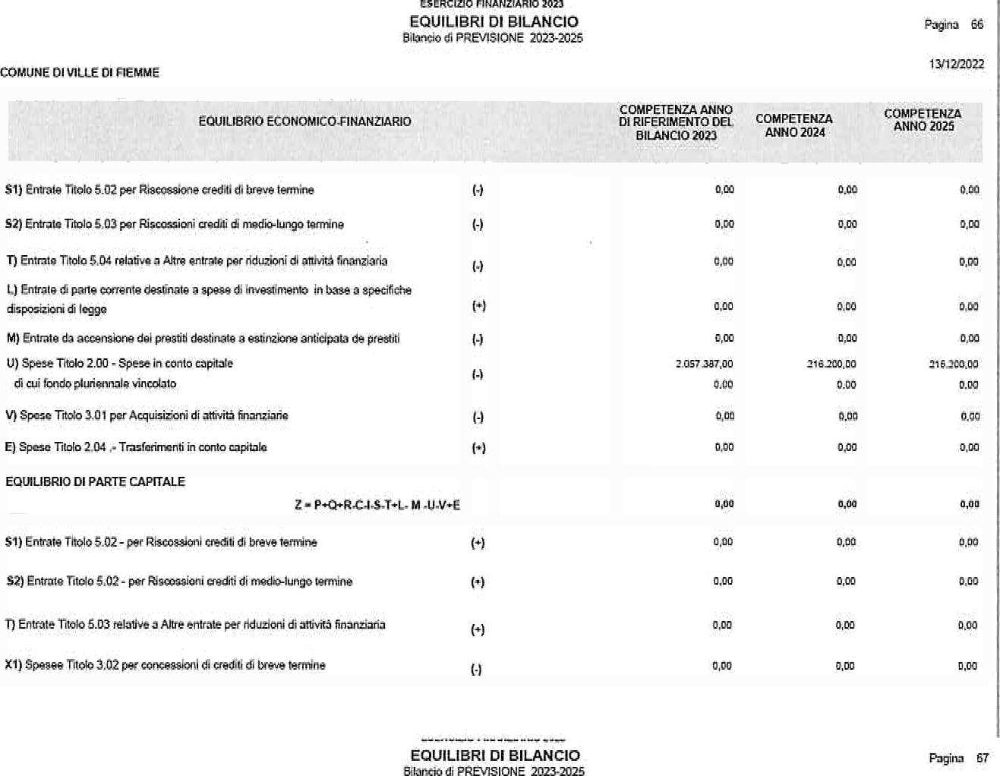 ESERCIZIO FINANZIARIO 2023
EQUILIBRI DI BILANCIO
Bilancio di PREVISIONE 2023-2025
Pagina 66
13/12/2022
COMUNE DI VILLE DI FIEMME
EQUILIBRIO ECONOMICO-FINANZIARIO
COMPETENZA ANNO DI RIFERIMENTO DEL BILANCIO 2023
COMPETENZA ANNO 2024
COMPETENZA ANNO 2025
S1) Entrate Titolo 5.02 per Riscossione crediti di breve termine (-) 0,00 0,00 0,00
S2) Entrate Titolo 5.03 per Riscossioni crediti di medio-lungo termine (-) 0,00 0,00 0,00
T) Entrate Titolo 5.04 relative a Altre entrate per riduzioni di attività finanziaria (-) 0,00 0,00 0,00
L) Entrate di parte corrente destinate a spese di investimento in base a specifiche
disposizioni di legge (+) 0,00 0,00 0,00
M) Entrate da accensione dei prestiti destinate a estinzione anticipata de prestiti (-) 0,00 0,00 0,00
U) Spese Titolo 2.00 - Spese in conto capitale (-) 2.057.387,00 216.200,00 216.200,00
di cui fondo pluriennale vincolato 0,00 0,00 0,00
V) Spese Titolo 3.01 per Acquisizioni di attività finanziarie (-) 0,00 0,00 0,00
E) Spese Titolo 2.04 .- Trasferimenti in conto capitale (+) 0,00 0,00 0,00
EQUILIBRIO DI PARTE CAPITALE
Z = P+Q+R-C-I-S-T+L- M -U-V+E 0,00 0,00 0,00
S1) Entrate Titolo 5.02 - per Riscossioni crediti di breve termine (+) 0,00 0,00 0,00
S2) Entrate Titolo 5.02 - per Riscossioni crediti di medio-lungo termine (+) 0,00 0,00 0,00
T) Entrate Titolo 5.03 relative a Altre entrate per riduzioni di attività finanziaria (+) 0,00 0,00 0,00
X1) Spesee Titolo 3.02 per concessioni di crediti di breve termine (-) 0,00 0,00 0,00
EQUILIBRI DI BILANCIO
Bilancio di PREVISIONE 2023-2025
Pagina 67